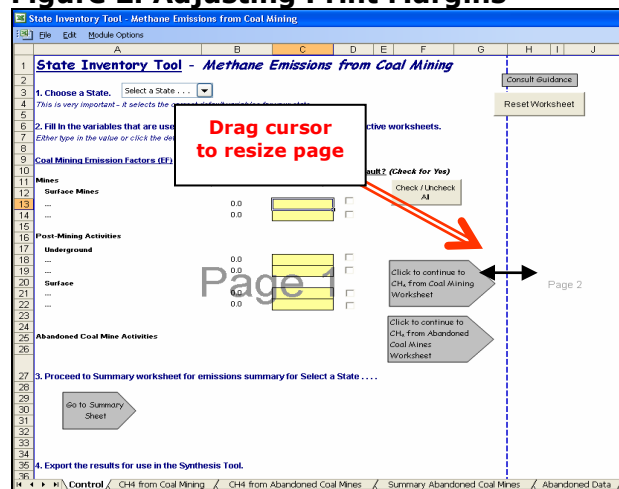 Figure 2. Adjusting Print Margins
State Inventory Tool - Methane Emissions from Coal Mining
File Edit Module Options
A B C D E F G H I J
1 State Inventory Tool - Methane Emissions from Coal Mining
2 Consult Guidance
3 1. Choose a State. Select a State . . .
4 This is very important - it selects the default variables for your state. Reset Worksheet
5
6 2. Fill In the variables that are use ctive worksheets.
7 Either type in the value or click the de
8
Drag cursor
to resize page
9 Coal Mining Emission Factors (EF)
10 ault? (Check for Yes)
11 Mines
Check / Uncheck
All
12 Surface Mines
13 ... 0.0
14 ... 0.0
15
16 Post-Mining Activities
17 Underground
18 ... 0.0
19 ... 0.0
20 Surface
21 ... 0.0
22 ... 0.0
Page 1
Click to continue to
CH₄ from Coal Mining
Worksheet
Page 2
23
24
25 Abandoned Coal Mine Activities
26
Click to continue to
CH₄ from Abandoned
Coal Mines
Worksheet
27 3. Proceed to Summary worksheet for emissions summary for Select a State . . . .
28
29
30
31
32
33
34
Go to Summary
Sheet
35 4. Export the results for use in the Synthesis Tool.
36
Control CH4 from Coal Mining CH4 from Abandoned Coal Mines Summary Abandoned Coal Mines Abandoned Data